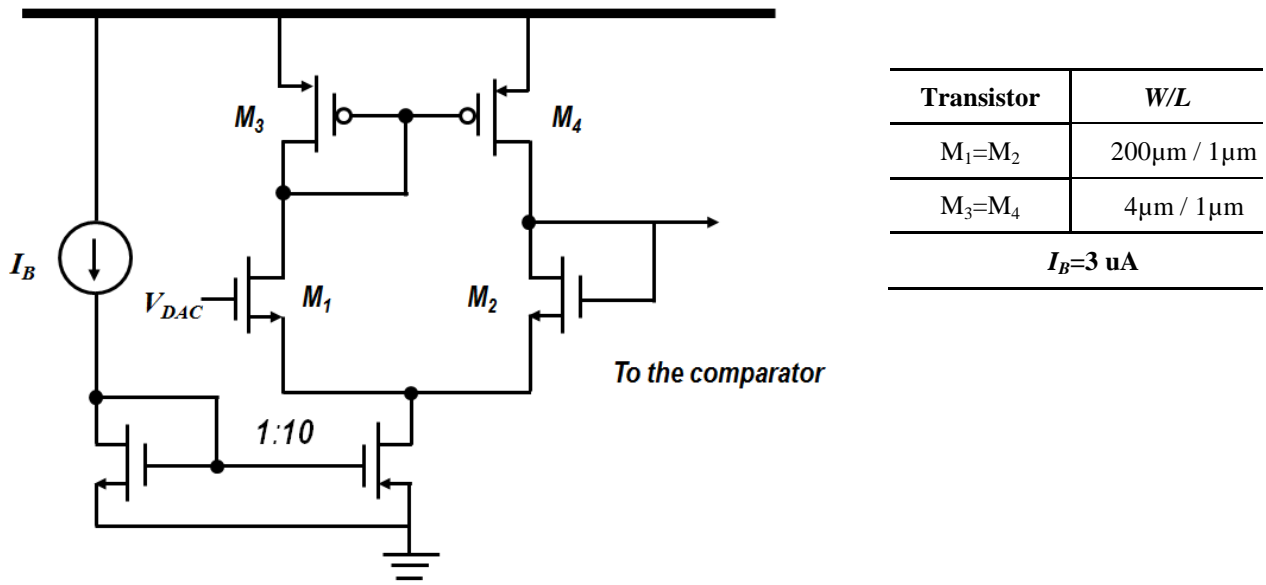 M3
M4
Transistor W/L
M1=M2 200µm / 1µm
M3=M4 4µm / 1µm
IB=3 uA
IB
VDAC
M1
M2
To the comparator
1:10